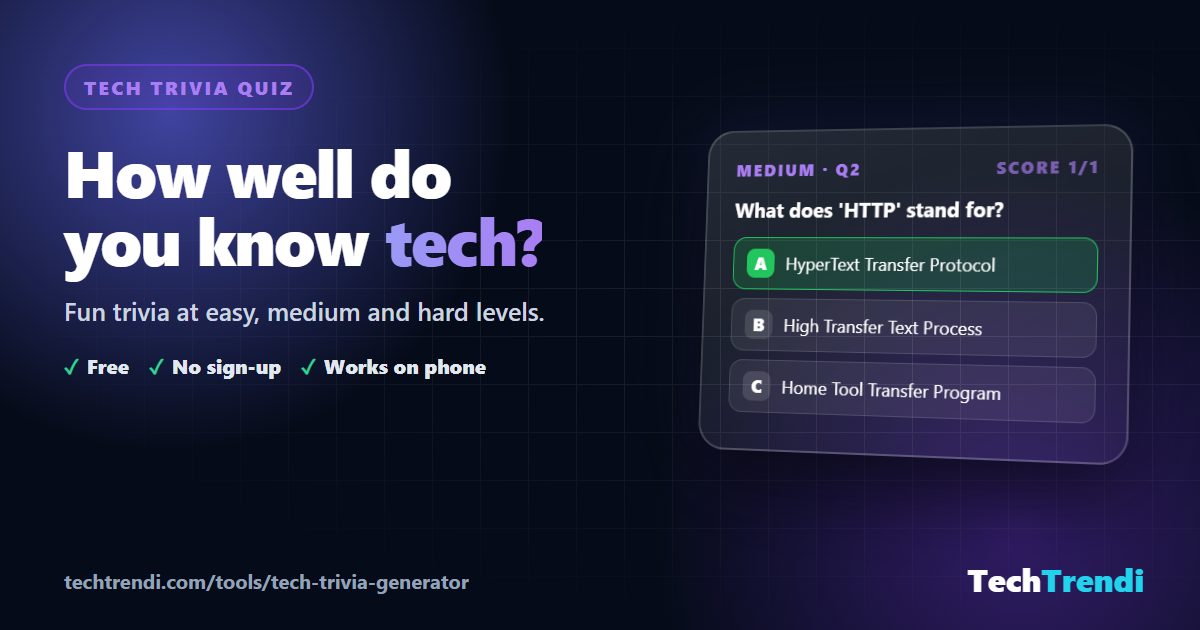 TECH TRIVIA QUIZ
How well do
you know tech?
Fun trivia at easy, medium and hard levels.
✓ Free ✓ No sign-up ✓ Works on phone
MEDIUM · Q2 SCORE 1/1
What does 'HTTP' stand for?
A HyperText Transfer Protocol
B High Transfer Text Process
C Home Tool Transfer Program
techtrendi.com/tools/tech-trivia-generator
TechTrendi